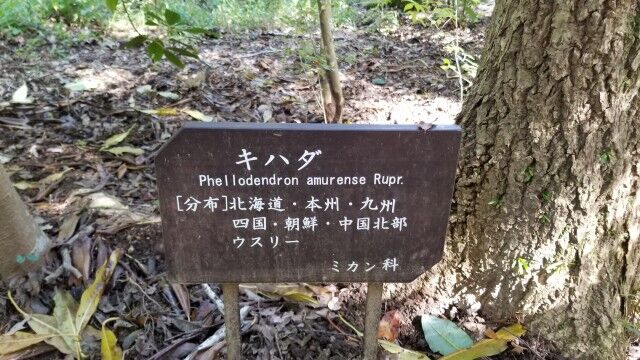 キハダ
Phellodendron amurense Rupr.
[分布]北海道・本州・九州
四国・朝鮮・中国北部
ウスリー
ミカン科